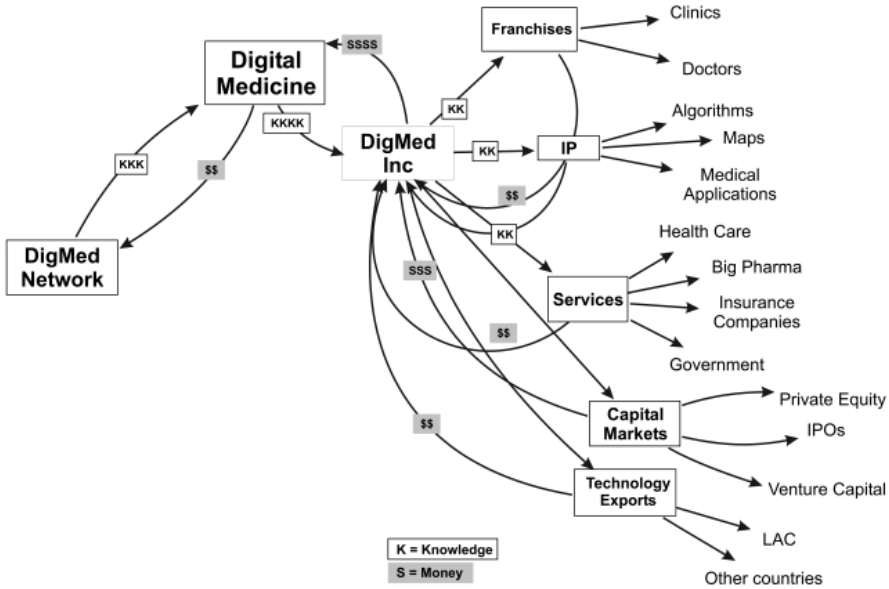 Franchises
Clinics
Doctors
SSSS
Digital
Medicine
KKKK
KK
DigMed
Inc
KK
IP
Algorithms
Maps
Medical
Applications
KKK
$$
$$
KK
DigMed
Network
Health Care
Big Pharma
Insurance
Companies
Government
SSS
Services
$$
Private Equity
IPOs
Venture Capital
Capital
Markets
$$
Technology
Exports
LAC
Other countries
K = Knowledge
S = Money